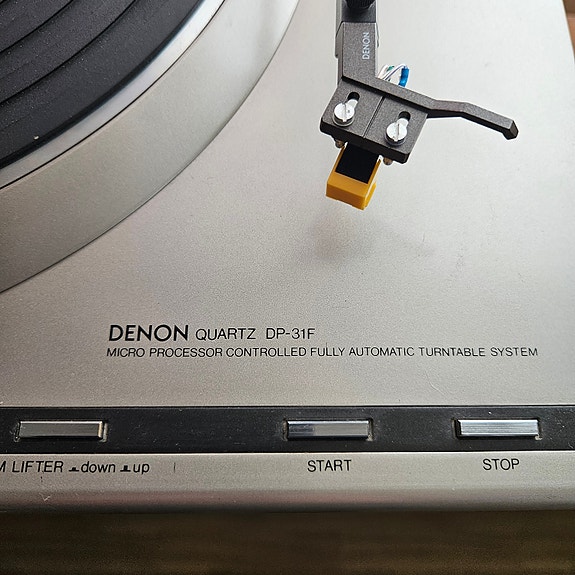 DENON
DENON QUARTZ DP-31F
MICRO PROCESSOR CONTROLLED FULLY AUTOMATIC TURNTABLE SYSTEM
M LIFTER down up START STOP